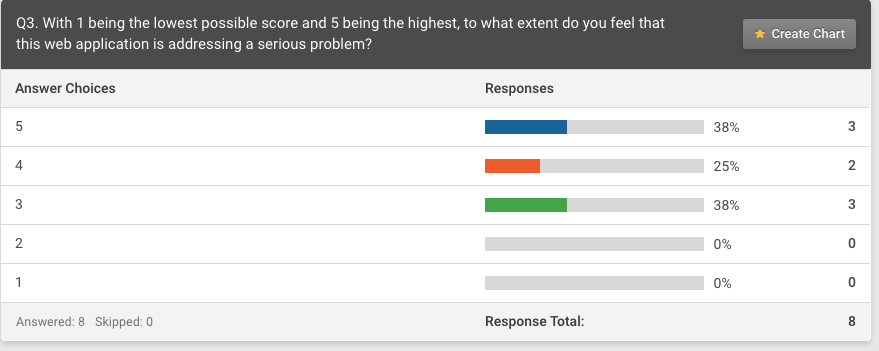 Q3. With 1 being the lowest possible score and 5 being the highest, to what extent do you feel that
this web application is addressing a serious problem?
Create Chart
Answer Choices Responses
5 38% 3
4 25% 2
3 38% 3
2 0% 0
1 0% 0
Answered: 8 Skipped: 0 Response Total: 8